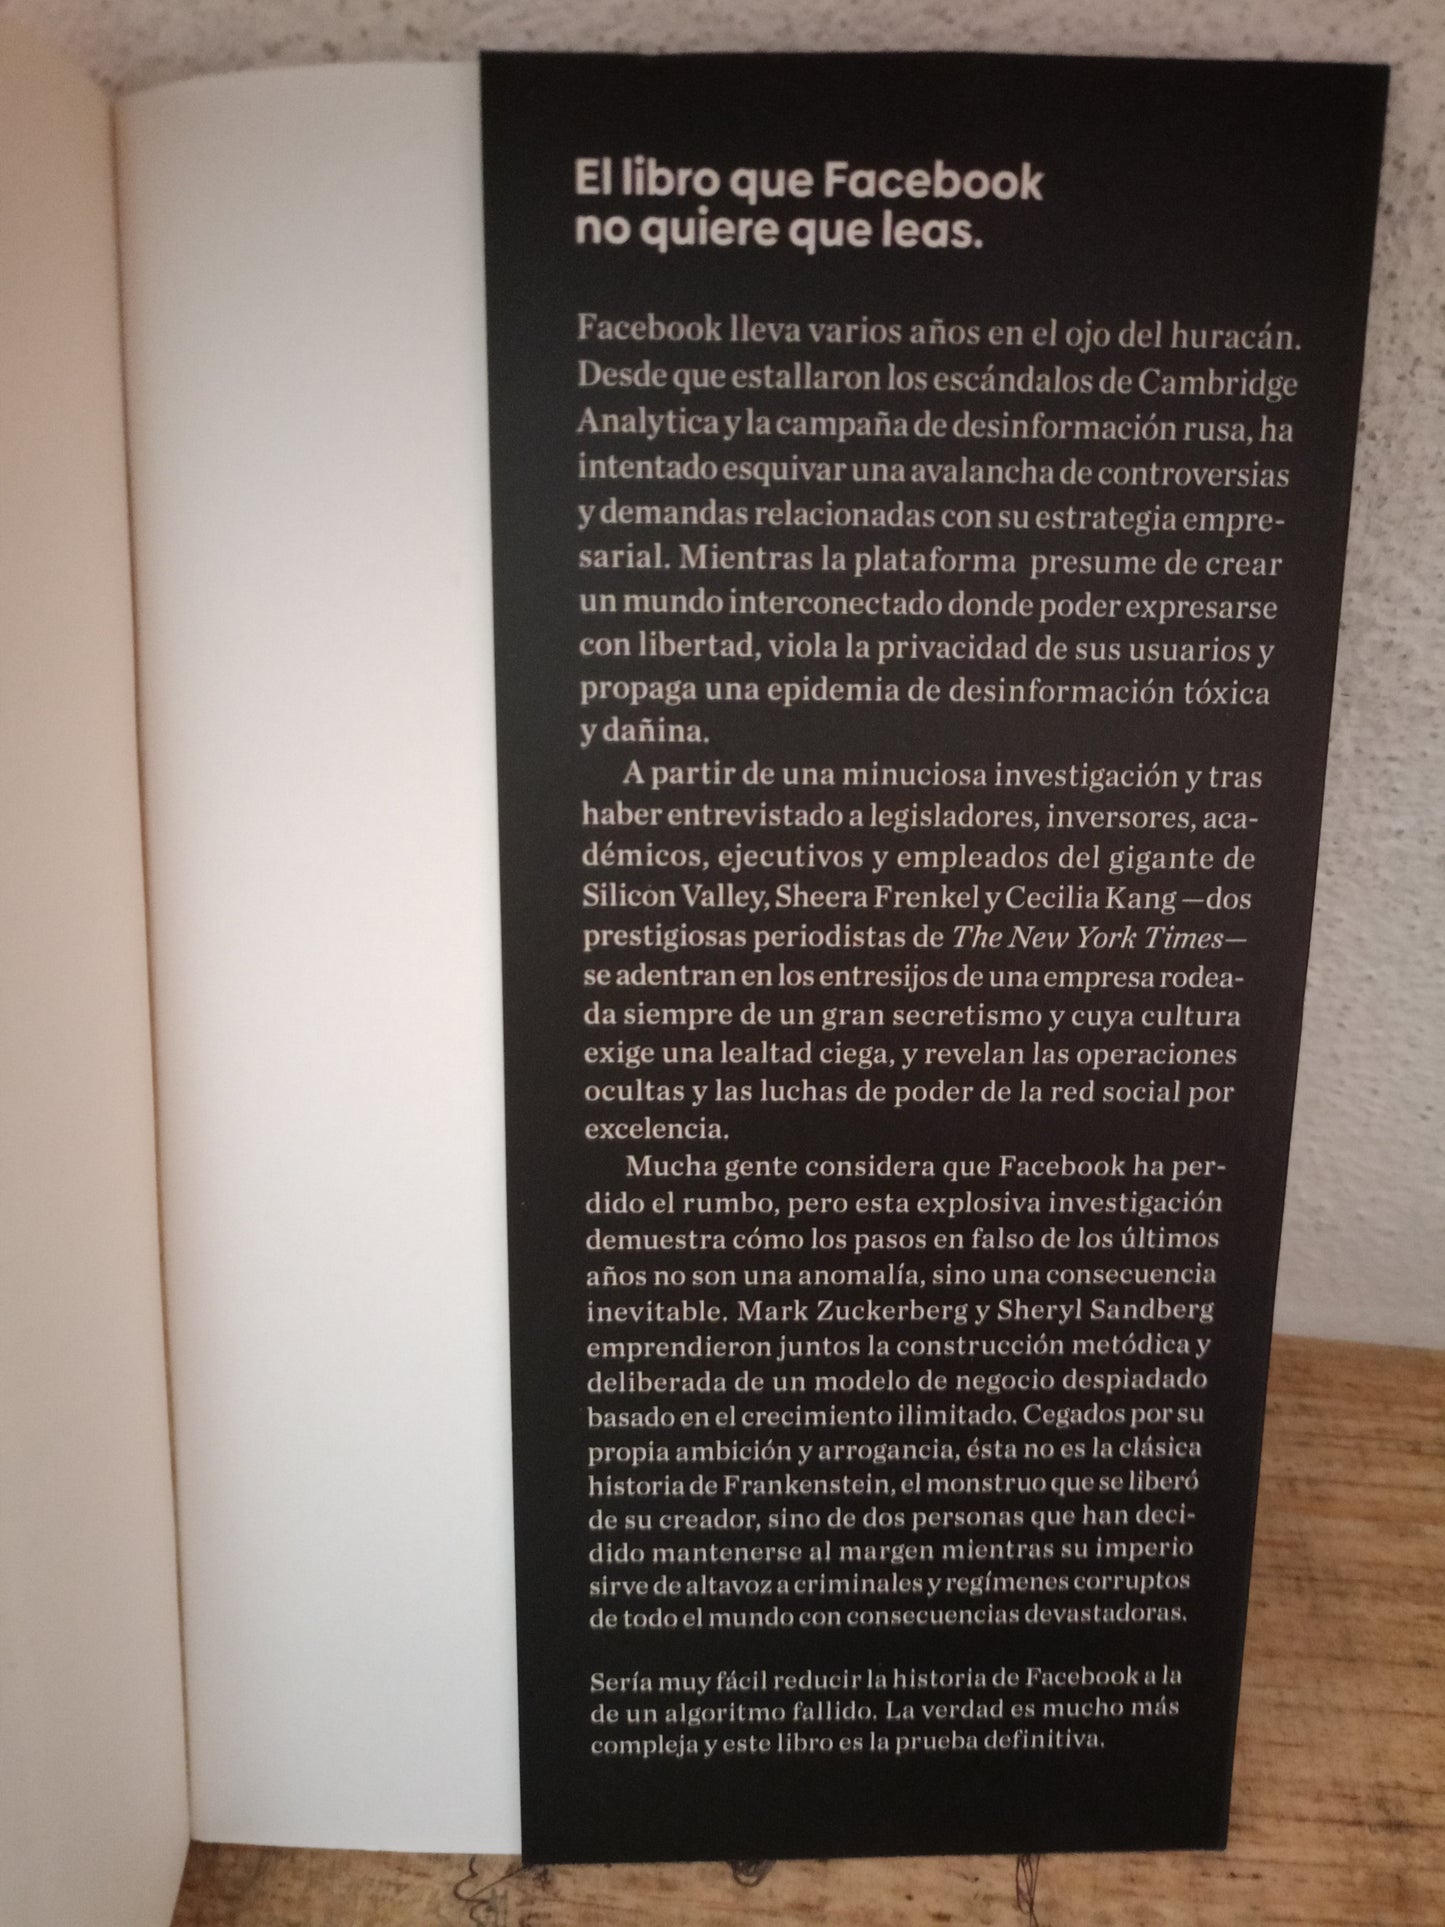 El libro que Facebook
no quiere que leas.
Facebook lleva varios años en el ojo del huracán.
Desde que estallaron los escándalos de Cambridge
Analytica y la campaña de desinformación rusa, ha
intentado esquivar una avalancha de controversias
y demandas relacionadas con su estrategia empre-
sarial. Mientras la plataforma presume de crear
un mundo interconectado donde poder expresarse
con libertad, viola la privacidad de sus usuarios y
propaga una epidemia de desinformación tóxica
y dañina.
A partir de una minuciosa investigación y tras
haber entrevistado a legisladores, inversores, aca-
démicos, ejecutivos y empleados del gigante de
Silicon Valley, Sheera Frenkel y Cecilia Kang —dos
prestigiosas periodistas de The New York Times—
se adentran en los entresijos de una empresa rodea-
da siempre de un gran secretismo y cuya cultura
exige una lealtad ciega, y revelan las operaciones
ocultas y las luchas de poder de la red social por
excelencia.
Mucha gente considera que Facebook ha per-
dido el rumbo, pero esta explosiva investigación
demuestra cómo los pasos en falso de los últimos
años no son una anomalía, sino una consecuencia
inevitable. Mark Zuckerberg y Sheryl Sandberg
emprendieron juntos la construcción metódica y
deliberada de un modelo de negocio despiadado
basado en el crecimiento ilimitado. Cegados por su
propia ambición y arrogancia, ésta no es la clásica
historia de Frankenstein, el monstruo que se liberó
de su creador, sino de dos personas que han deci-
dido mantenerse al margen mientras su imperio
sirve de altavoz a criminales y regímenes corruptos
de todo el mundo con consecuencias devastadoras.
Sería muy fácil reducir la historia de Facebook a la
de un algoritmo fallido. La verdad es mucho más
compleja y este libro es la prueba definitiva.